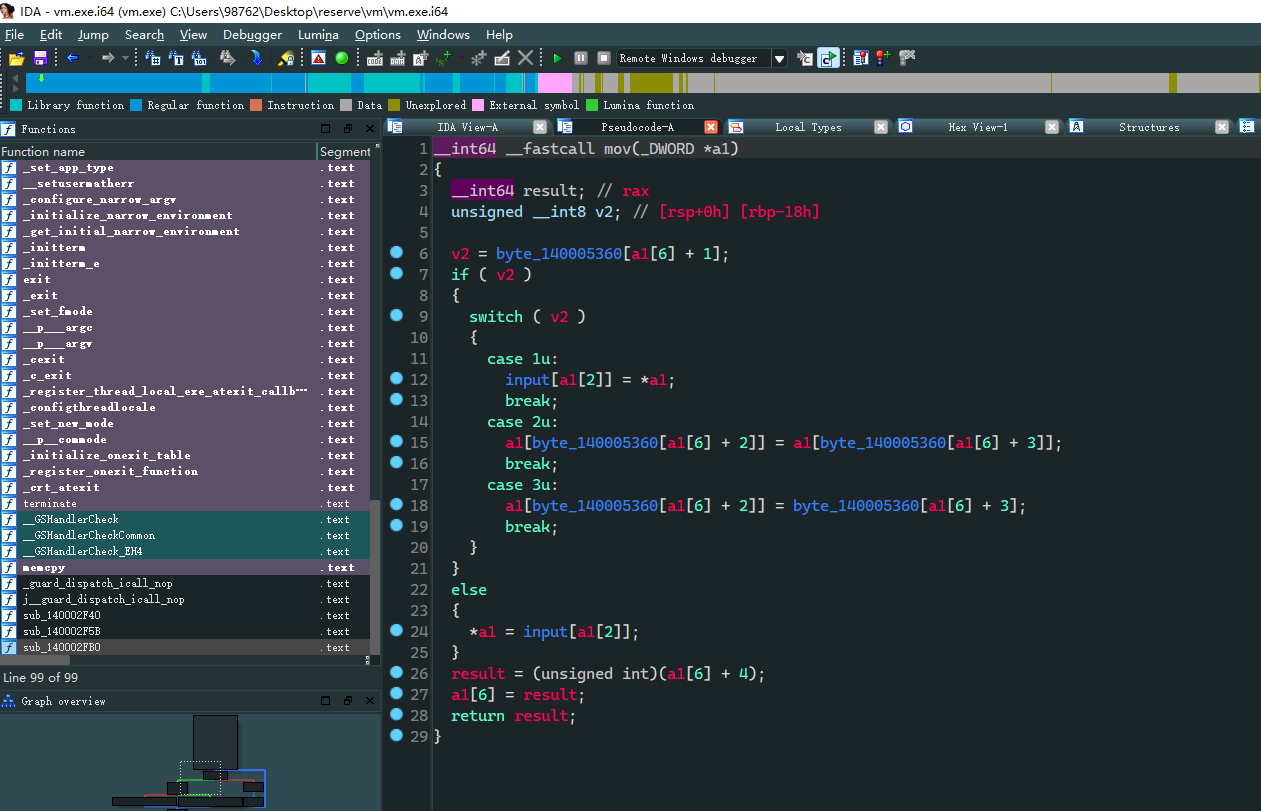 IDA - vm.exe.i64 (vm.exe) C:\Users\98762\Desktop\reserve\vm\vm.exe.i64
File Edit Jump Search View Debugger Lumina Options Windows Help
Remote Windows debugger
Library function Regular function Instruction Data Unexplored External symbol Lumina function
Functions
Function name Segment
_set_app_type .text
__setusermatherr .text
_configure_narrow_argv .text
_initialize_narrow_environment .text
_get_initial_narrow_environment .text
_initterm .text
_initterm_e .text
exit .text
_exit .text
_set_fmode .text
__p___argc .text
__p___argv .text
_cexit .text
_c_exit .text
_register_thread_local_exe_atexit_callb… .text
_configthreadlocale .text
_set_new_mode .text
__p__commode .text
_initialize_onexit_table .text
_register_onexit_function .text
_crt_atexit .text
terminate .text
__GSHandlerCheck .text
__GSHandlerCheckCommon .text
__GSHandlerCheck_EH4 .text
memcpy .text
_guard_dispatch_icall_nop .text
j__guard_dispatch_icall_nop .text
sub_140002F40 .text
sub_140002F5B .text
sub_140002FB0 .text
Line 99 of 99
Graph overview
IDA View-A Pseudocode-A Local Types Hex View-1 Structures
1 __int64 __fastcall mov(_DWORD *a1)
2 {
3 __int64 result; // rax
4 unsigned __int8 v2; // [rsp+0h] [rbp-18h]
5
6 v2 = byte_140005360[a1[6] + 1];
7 if ( v2 )
8 {
9 switch ( v2 )
10 {
11 case 1u:
12 input[a1[2]] = *a1;
13 break;
14 case 2u:
15 a1[byte_140005360[a1[6] + 2]] = a1[byte_140005360[a1[6] + 3]];
16 break;
17 case 3u:
18 a1[byte_140005360[a1[6] + 2]] = byte_140005360[a1[6] + 3];
19 break;
20 }
21 }
22 else
23 {
24 *a1 = input[a1[2]];
25 }
26 result = (unsigned int)(a1[6] + 4);
27 a1[6] = result;
28 return result;
29 }